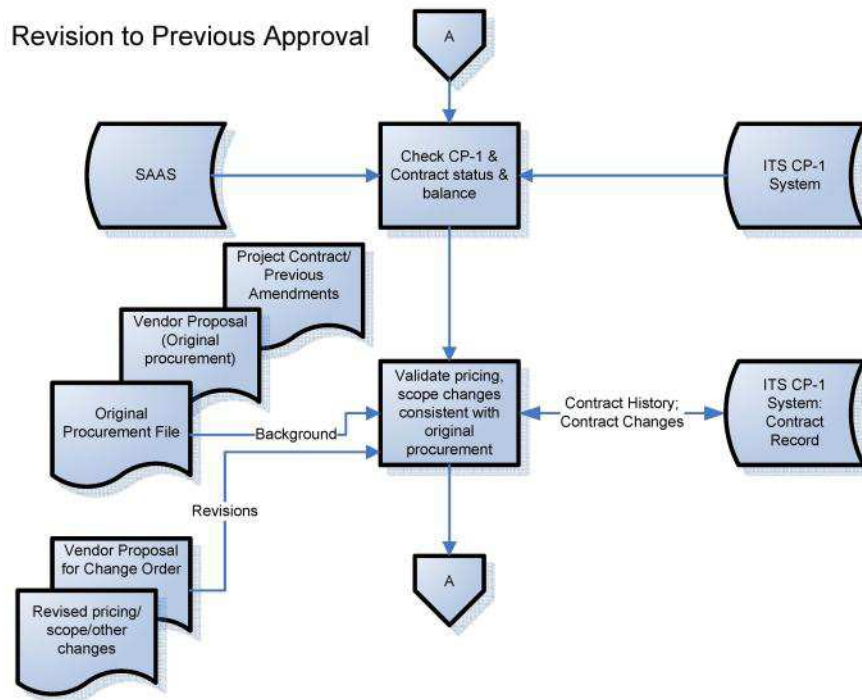 Revision to Previous Approval
A
SAAS
Check CP-1 &
Contract status &
balance
ITS CP-1
System
Project Contract/
Previous
Amendments
Vendor Proposal
(Original
procurement)
Original
Procurement File
Background
Validate pricing,
scope changes
consistent with
original
procurement
Contract History;
Contract Changes
ITS CP-1
System:
Contract
Record
Revisions
Vendor Proposal
for Change Order
Revised pricing/
scope/other
changes
A